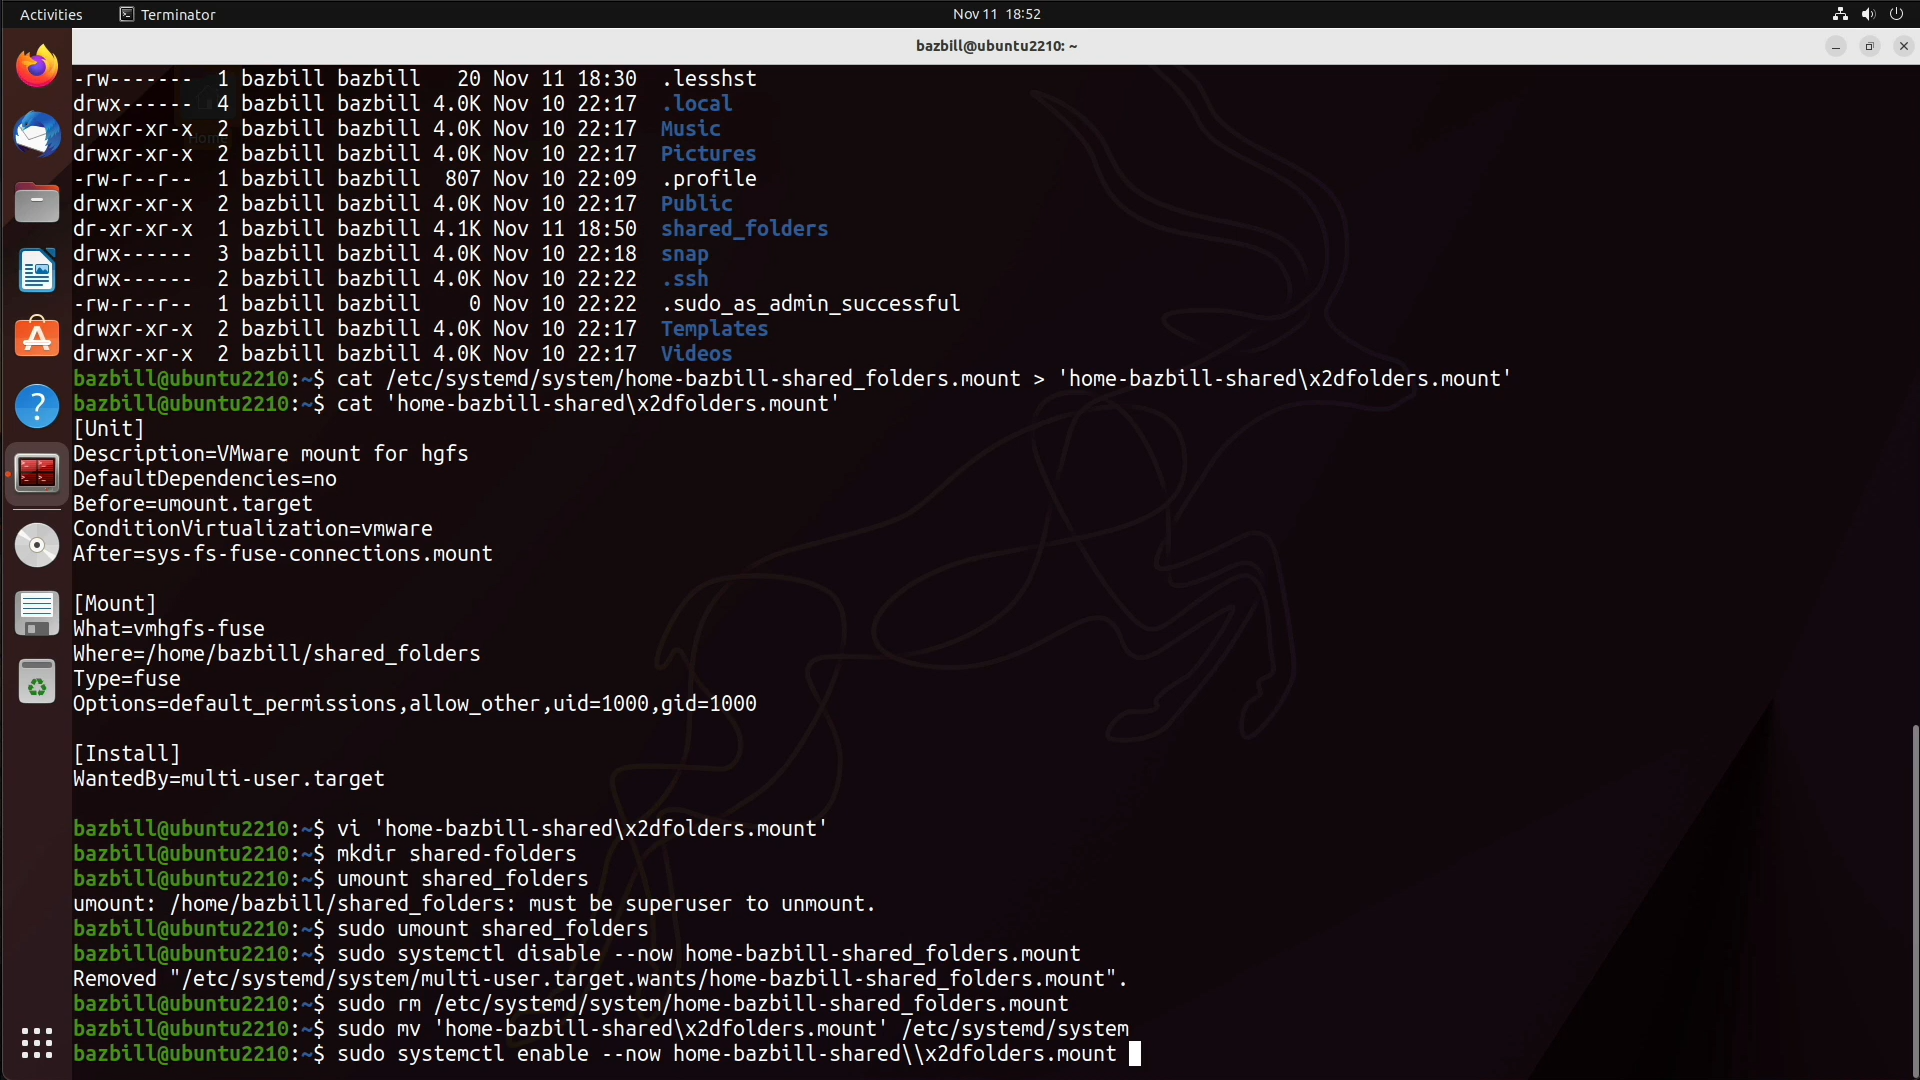 Activities
Terminator
Nov 11 18:52
bazbill@ubuntu2210: ~
-rw------- 1 bazbill bazbill 20 Nov 11 18:30 .lesshst
drwx------ 4 bazbill bazbill 4.0K Nov 10 22:17 .local
drwxr-xr-x 2 bazbill bazbill 4.0K Nov 10 22:17 Music
drwxr-xr-x 2 bazbill bazbill 4.0K Nov 10 22:17 Pictures
-rw-r--r-- 1 bazbill bazbill 807 Nov 10 22:09 .profile
drwxr-xr-x 2 bazbill bazbill 4.0K Nov 10 22:17 Public
dr-xr-xr-x 1 bazbill bazbill 4.1K Nov 11 18:50 shared_folders
drwx------ 3 bazbill bazbill 4.0K Nov 10 22:18 snap
drwx------ 2 bazbill bazbill 4.0K Nov 10 22:22 .ssh
-rw-r--r-- 1 bazbill bazbill 0 Nov 10 22:22 .sudo_as_admin_successful
drwxr-xr-x 2 bazbill bazbill 4.0K Nov 10 22:17 Templates
drwxr-xr-x 2 bazbill bazbill 4.0K Nov 10 22:17 Videos
bazbill@ubuntu2210:~$ cat /etc/systemd/system/home-bazbill-shared_folders.mount > 'home-bazbill-shared\x2dfolders.mount'
bazbill@ubuntu2210:~$ cat 'home-bazbill-shared\x2dfolders.mount'
[Unit]
Description=VMware mount for hgfs
DefaultDependencies=no
Before=umount.target
ConditionVirtualization=vmware
After=sys-fs-fuse-connections.mount

[Mount]
What=vmhgfs-fuse
Where=/home/bazbill/shared_folders
Type=fuse
Options=default_permissions,allow_other,uid=1000,gid=1000

[Install]
WantedBy=multi-user.target

bazbill@ubuntu2210:~$ vi 'home-bazbill-shared\x2dfolders.mount'
bazbill@ubuntu2210:~$ mkdir shared-folders
bazbill@ubuntu2210:~$ umount shared_folders
umount: /home/bazbill/shared_folders: must be superuser to unmount.
bazbill@ubuntu2210:~$ sudo umount shared_folders
bazbill@ubuntu2210:~$ sudo systemctl disable --now home-bazbill-shared_folders.mount
Removed "/etc/systemd/system/multi-user.target.wants/home-bazbill-shared_folders.mount".
bazbill@ubuntu2210:~$ sudo rm /etc/systemd/system/home-bazbill-shared_folders.mount
bazbill@ubuntu2210:~$ sudo mv 'home-bazbill-shared\x2dfolders.mount' /etc/systemd/system
bazbill@ubuntu2210:~$ sudo systemctl enable --now home-bazbill-shared\\x2dfolders.mount